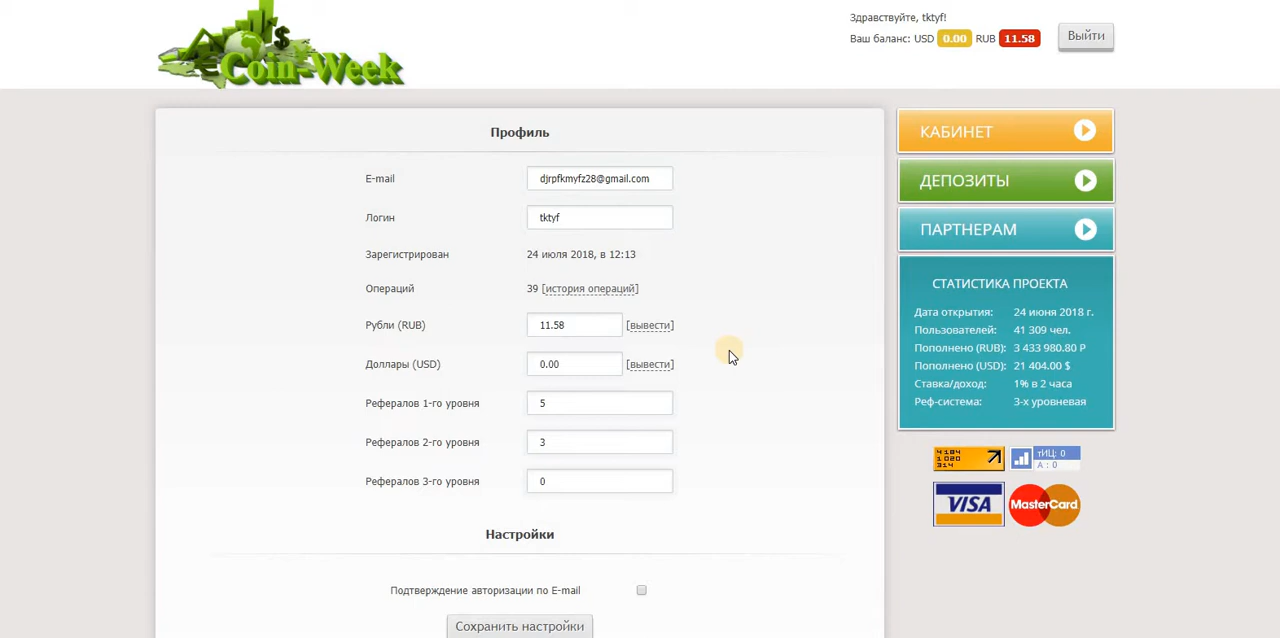 Coin-Week
Здравствуйте, tktyf!
Ваш баланс: USD 0.00 RUB 11.58
Выйти
Профиль
E-mail djrpfkmyfz28@gmail.com
Логин tktyf
Зарегистрирован 24 июля 2018, в 12:13
Операций 39 [история операций]
Рубли (RUB) 11.58 [вывести]
Доллары (USD) 0.00 [вывести]
Рефералов 1-го уровня 5
Рефералов 2-го уровня 3
Рефералов 3-го уровня 0
Настройки
Подтверждение авторизации по E-mail
Сохранить настройки
КАБИНЕТ
ДЕПОЗИТЫ
ПАРТНЕРАМ
СТАТИСТИКА ПРОЕКТА
Дата открытия: 24 июня 2018 г.
Пользователей: 41 309 чел.
Пополнено (RUB): 3 433 980.80 Р
Пополнено (USD): 21 404.00 $
Ставка/доход: 1% в 2 часа
Реф-система: 3-х уровневая
4184
1020
314
тИЦ: 0
А : 0
VISA
MasterCard